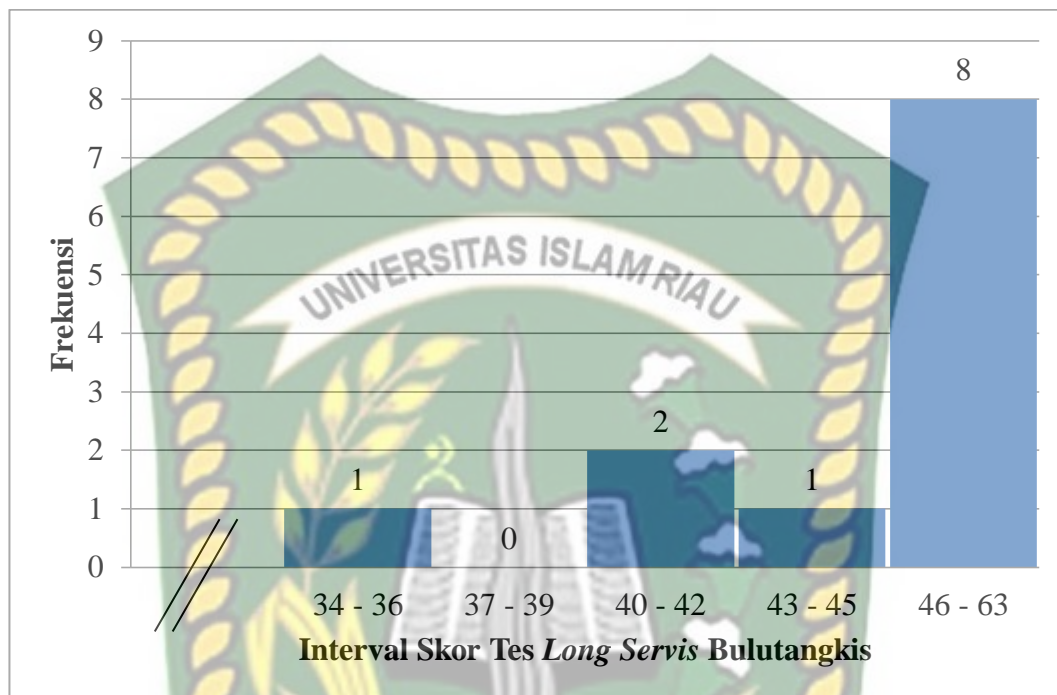 9
8
7
6
5
4
3
2
1
0
Frekuensi
UNIVERSITAS ISLAM RIAU
1
0
2
1
8
34 - 36
37 - 39
40 - 42
43 - 45
46 - 63
Interval Skor Tes Long Servis Bulutangkis